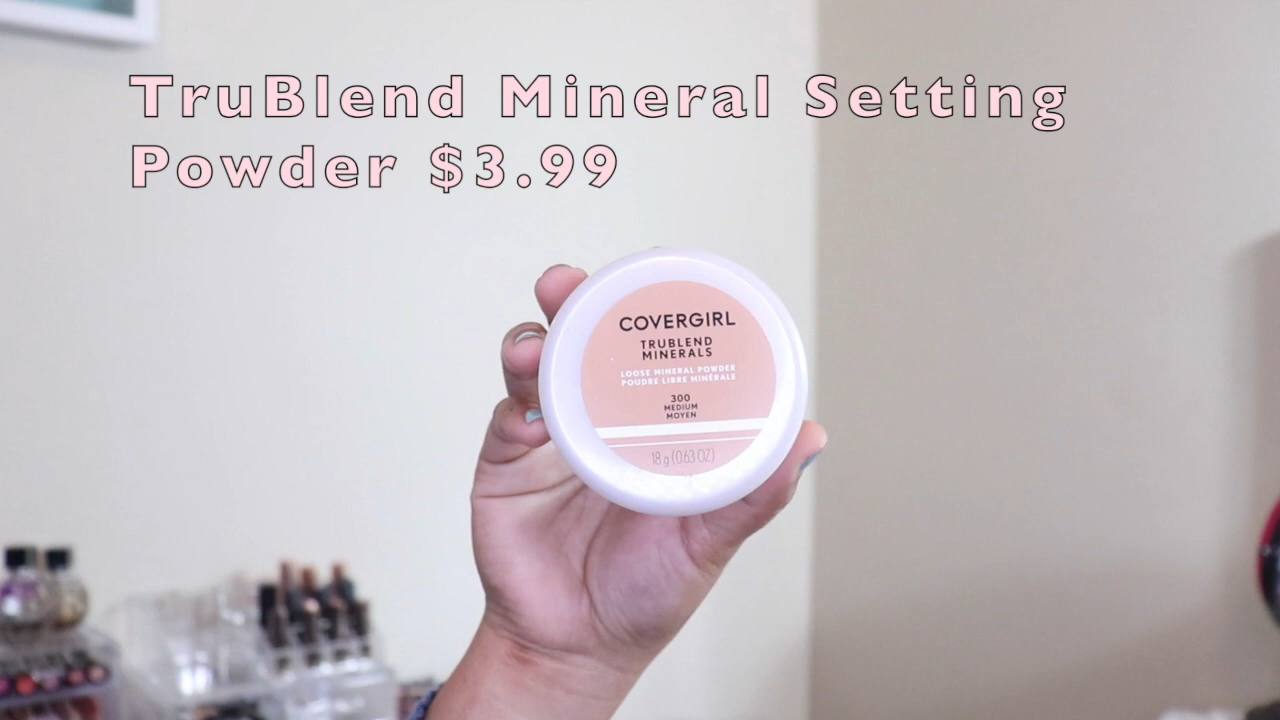 TruBlend Mineral Setting
Powder $3.99
COVERGIRL
TRUBLEND
MINERALS
LOOSE MINERAL POWDER
POUDRE LIBRE MINÉRALE
300
MEDIUM
MOYEN
18 g (0.63 OZ)